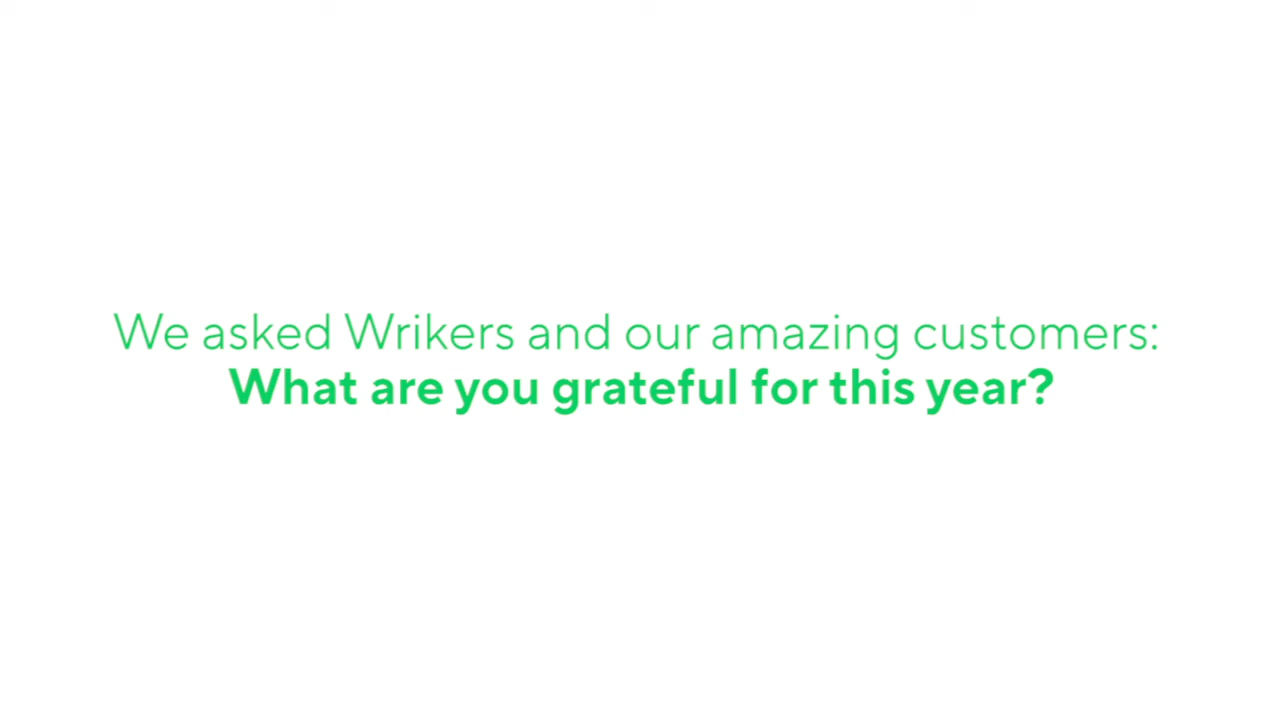 We asked Wrikers and our amazing customers:
What are you grateful for this year?